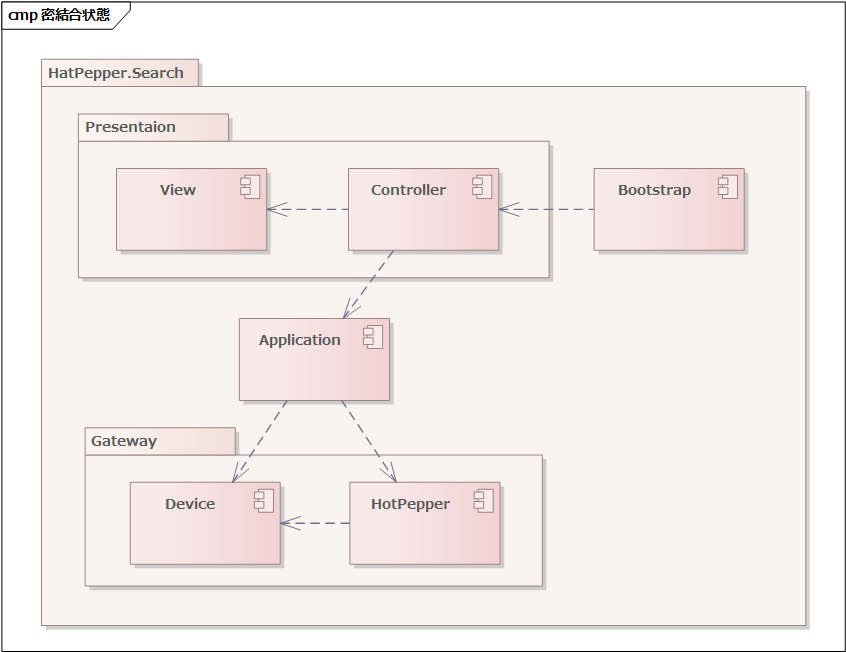 cmp 密結合状態
HatPepper.Search
Presentaion
View
Controller
Bootstrap
Application
Gateway
Device
HotPepper